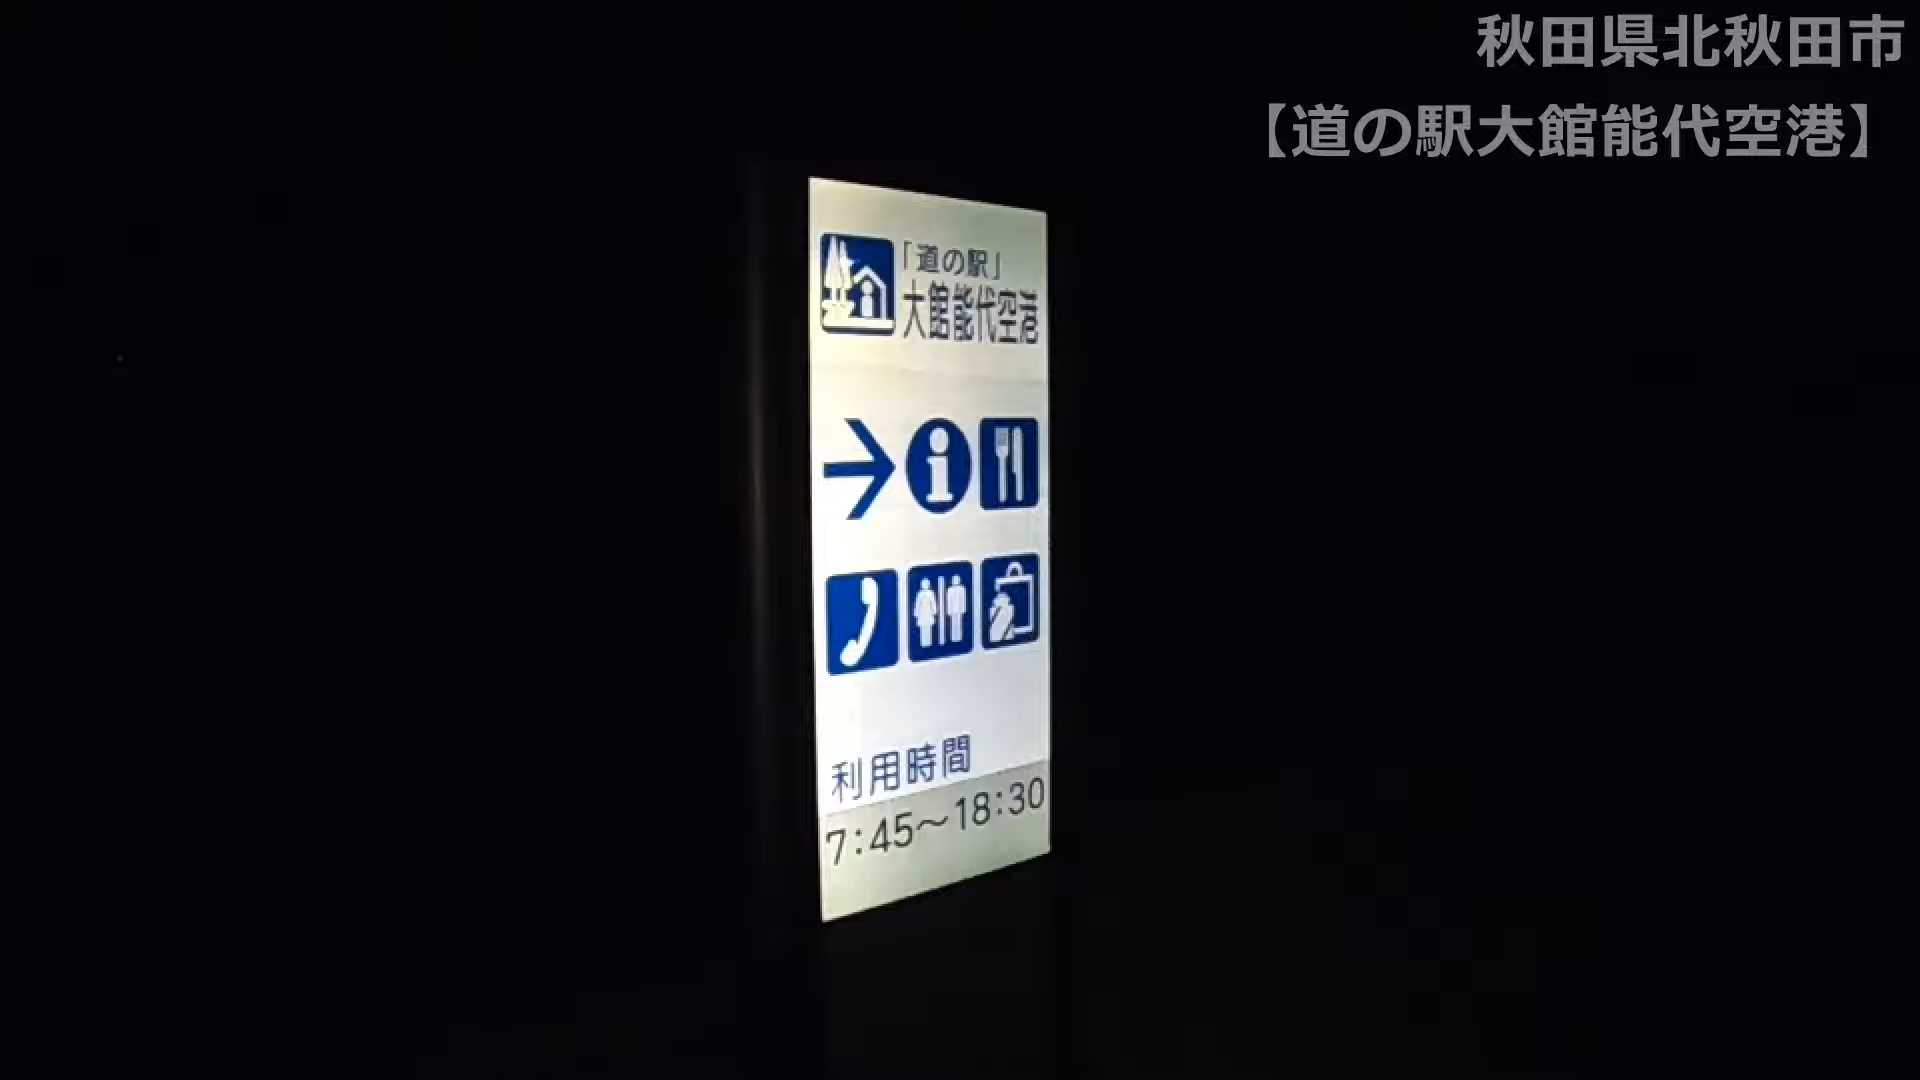 秋田県北秋田市
【道の駅大館能代空港】
「道の駅」
大館能代空港
利用時間
7:45～18:30